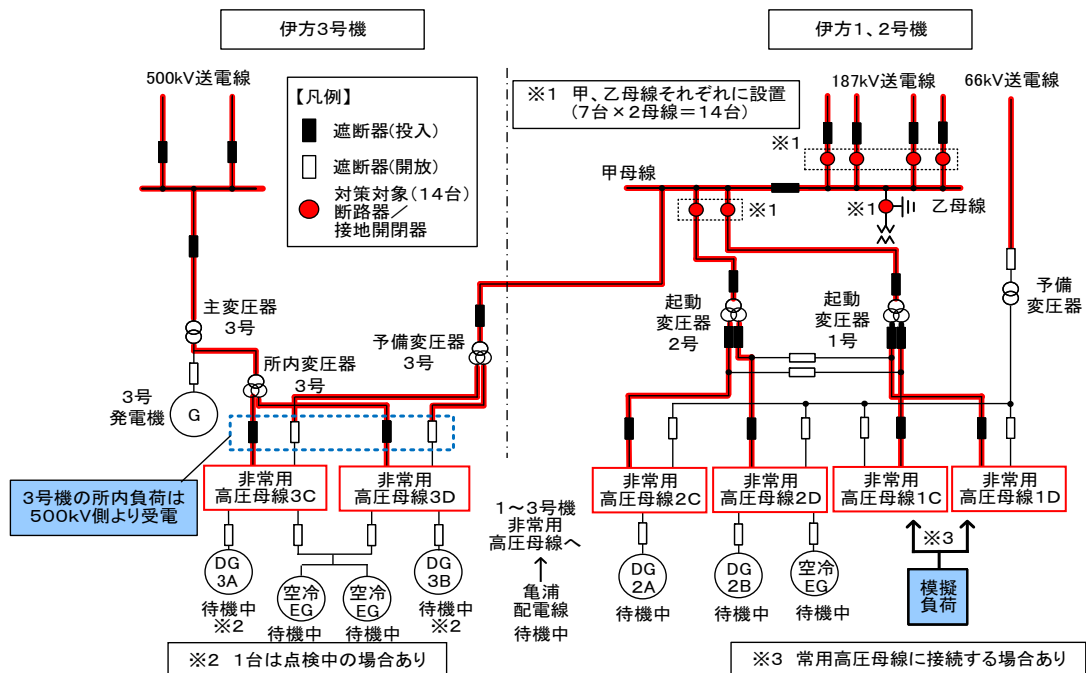 伊方3号機
伊方1、2号機
500kV送電線
【凡例】
遮断器(投入)
遮断器(開放)
対策対象(14台)
断路器/
接地開閉器
※1 甲、乙母線それぞれに設置
(7台×2母線=14台)
187kV送電線
66kV送電線
※1
甲母線
※1
※1
乙母線
主変圧器
3号
所内変圧器
3号
予備変圧器
3号
起動
変圧器
2号
起動
変圧器
1号
予備
変圧器
3号
発電機
G
3号機の所内負荷は
500kV側より受電
非常用
高圧母線3C
非常用
高圧母線3D
非常用
高圧母線2C
非常用
高圧母線2D
非常用
高圧母線1C
非常用
高圧母線1D
DG
3A
待機中
※2
空冷
EG
待機中
空冷
EG
待機中
DG
3B
待機中
※2
1~3号機
非常用
高圧母線へ
亀浦
配電線
待機中
DG
2A
待機中
DG
2B
待機中
空冷
EG
待機中
※3
模擬
負荷
※2 1台は点検中の場合あり
※3 常用高圧母線に接続する場合あり